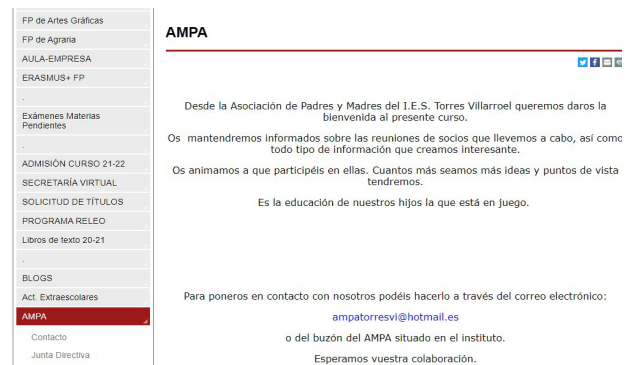 FP de Artes Gráficas
FP de Agraria
AULA-EMPRESA
ERASMUS+ FP
.
Exámenes Materias
Pendientes
.
ADMISIÓN CURSO 21-22
SECRETARÍA VIRTUAL
SOLICITUD DE TÍTULOS
PROGRAMA RELEO
Libros de texto 20-21
.
BLOGS
Act. Extraescolares
AMPA
Contacto
Junta Directiva
AMPA
Desde la Asociación de Padres y Madres del I.E.S. Torres Villarroel queremos daros la
bienvenida al presente curso.
Os mantendremos informados sobre las reuniones de socios que llevemos a cabo, así como
todo tipo de información que creamos interesante.
Os animamos a que participéis en ellas. Cuantos más seamos más ideas y puntos de vista
tendremos.
Es la educación de nuestros hijos la que está en juego.
Para poneros en contacto con nosotros podéis hacerlo a través del correo electrónico:
ampatorresvi@hotmail.es
o del buzón del AMPA situado en el instituto.
Esperamos vuestra colaboración.